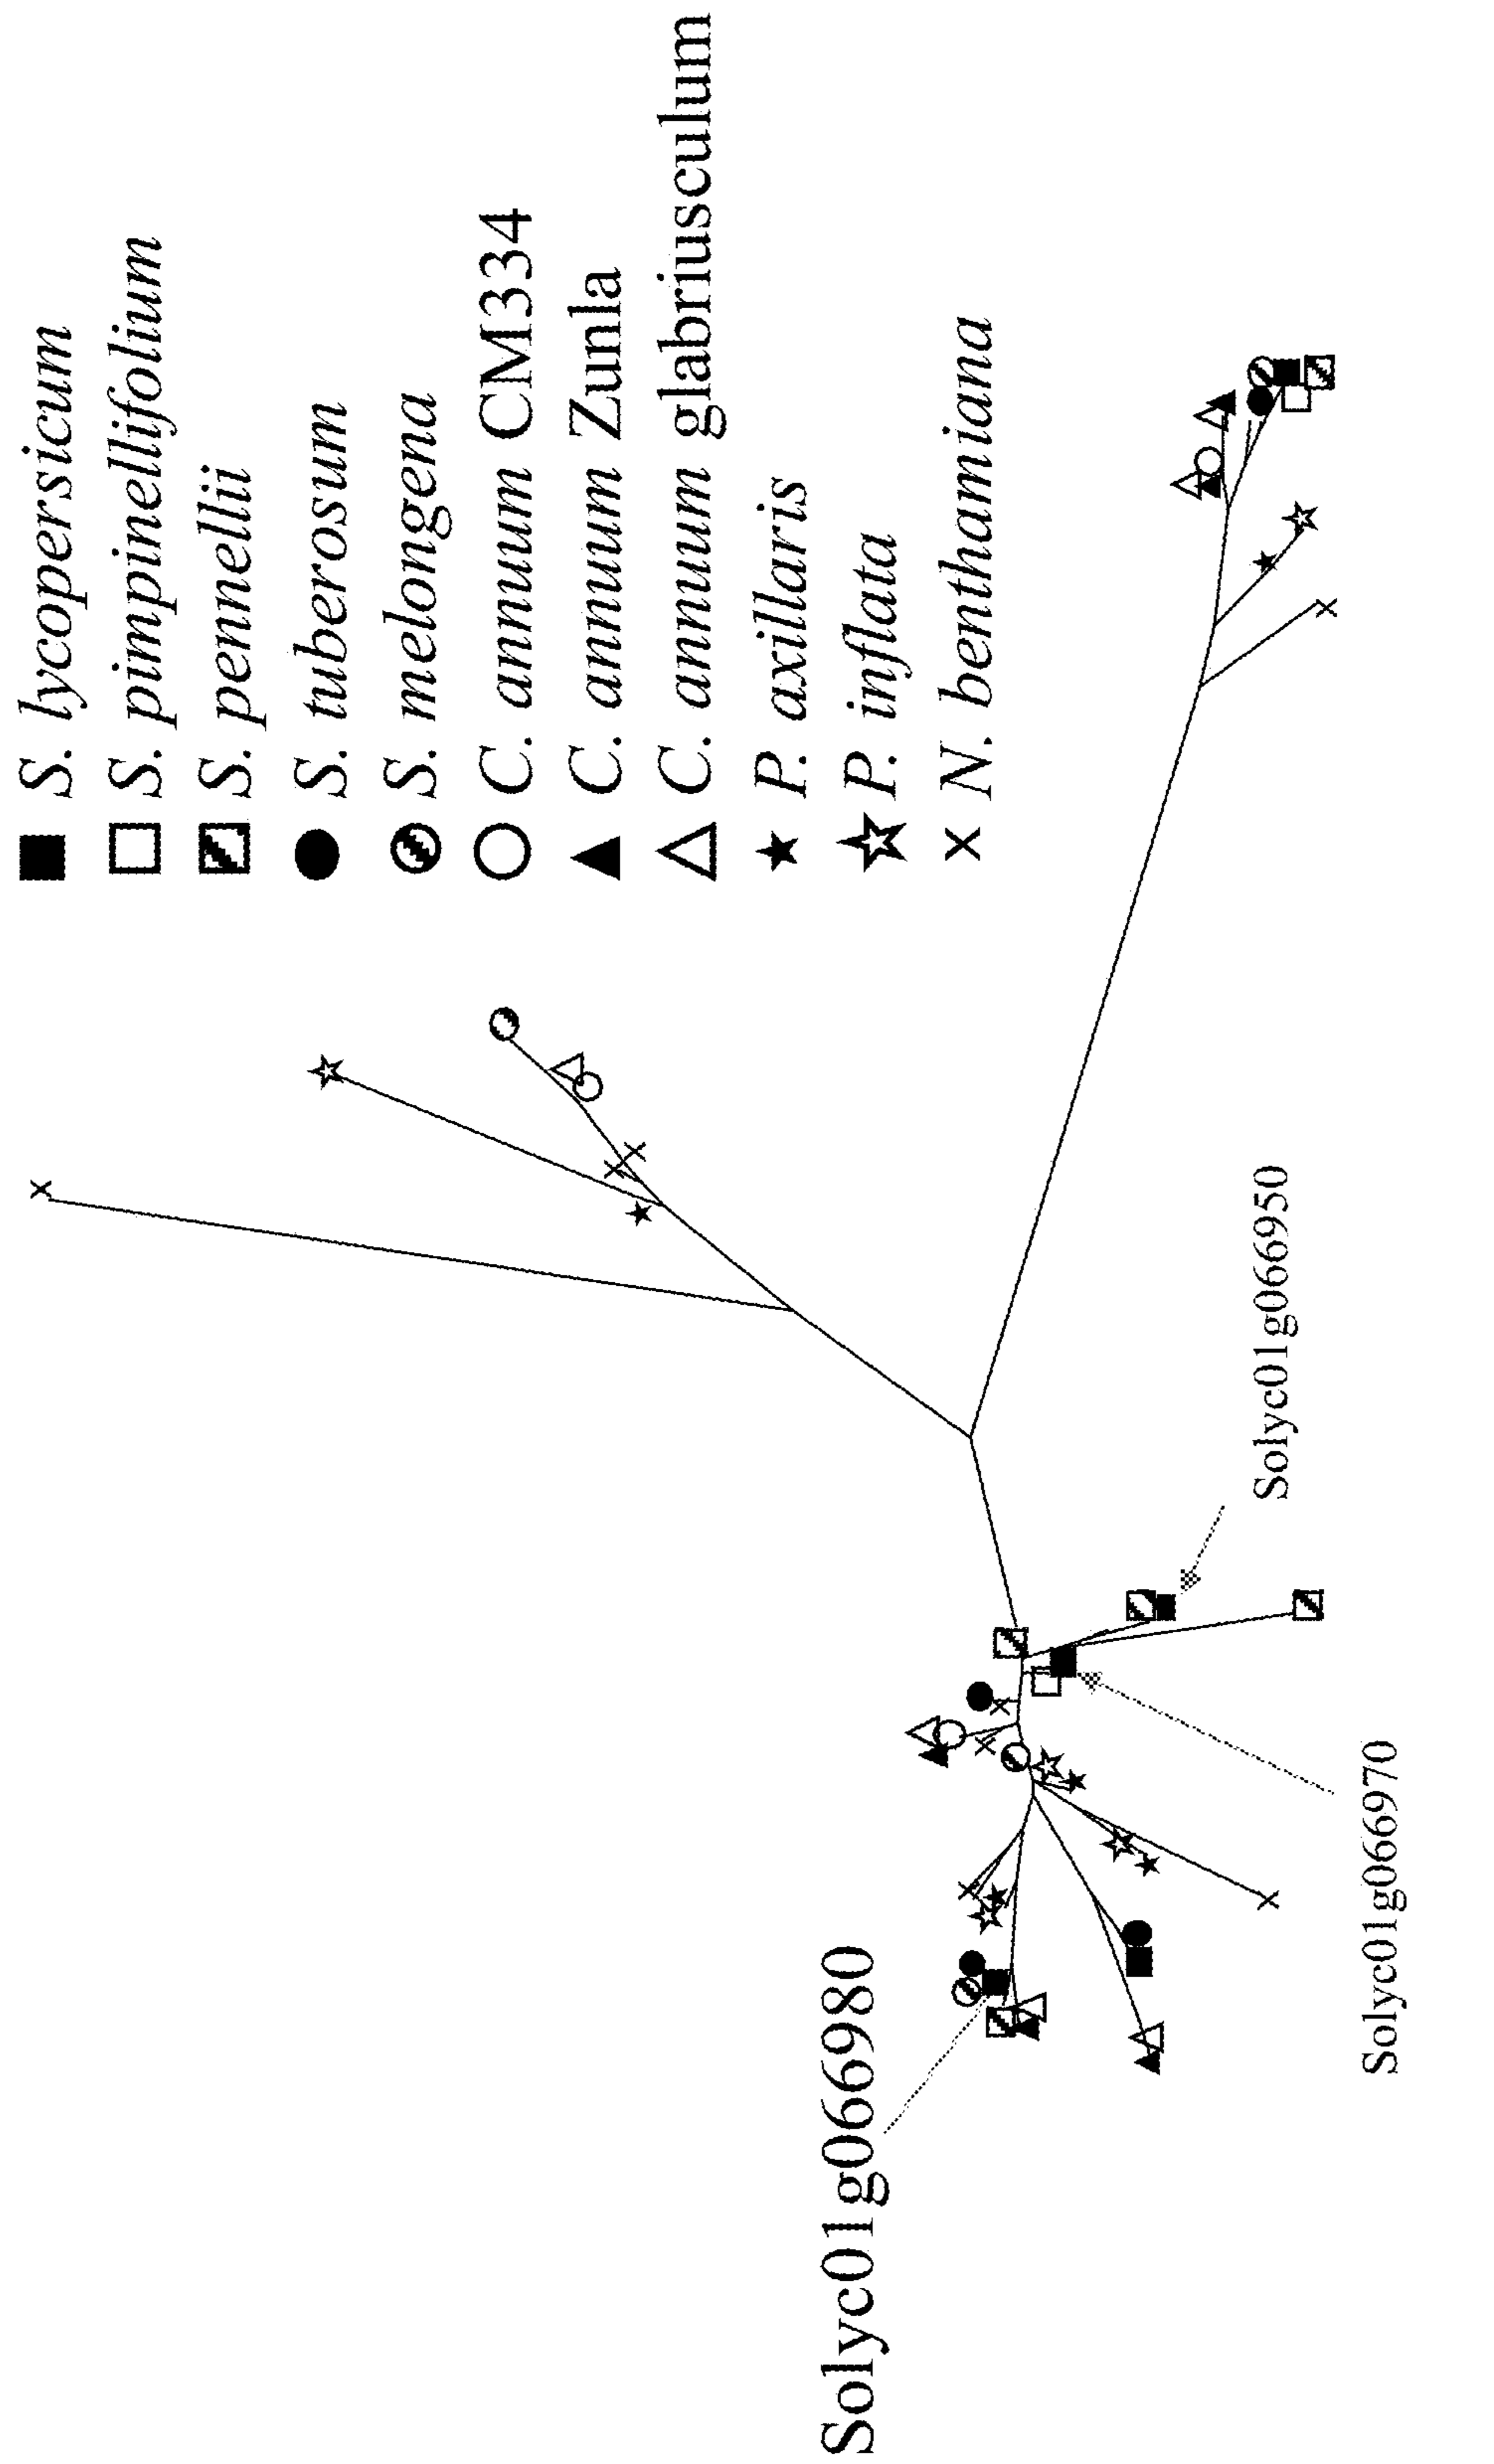 S. lycopersicum
S. pimpinellifolium
S. pennellii
S. tuberosum
S. melongena
C. annuum CM334
C. annuum Zunla
C. annuum glabriusculum
P. axillaris
P. inflata
N. benthamiana
Solyc01g066980
Solyc01g066950
Solyc01g066970